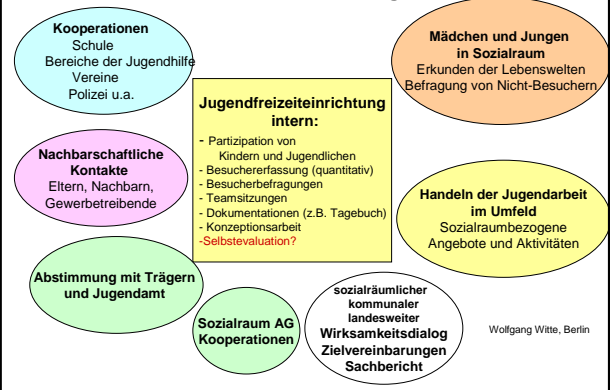 Kooperationen
Schule
Bereiche der Jugendhilfe
Vereine
Polizei u.a.
Mädchen und Jungen
in Sozialraum
Erkunden der Lebenswelten
Befragung von Nicht-Besuchern
Jugendfreizeiteinrichtung
intern:
- Partizipation von
Kindern und Jugendlichen
- Besuchererfassung (quantitativ)
- Besucherbefragungen
- Teamsitzungen
- Dokumentationen (z.B. Tagebuch)
- Konzeptionsarbeit
-Selbstevaluation?
Nachbarschaftliche
Kontakte
Eltern, Nachbarn,
Gewerbetreibende
Handeln der Jugendarbeit
im Umfeld
Sozialraumbezogene
Angebote und Aktivitäten
Abstimmung mit Trägern
und Jugendamt
Sozialraum AG
Kooperationen
sozialräumlicher
kommunaler
landesweiter
Wirksamkeitsdialog
Zielvereinbarungen
Sachbericht
Wolfgang Witte, Berlin